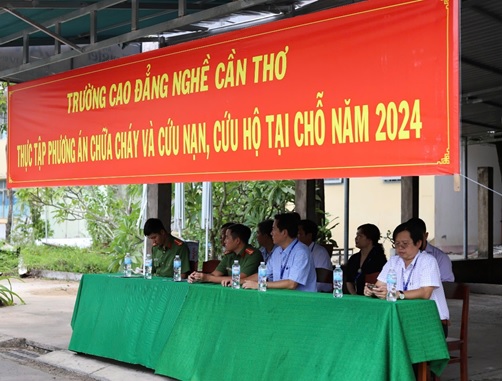 TRƯỜNG CAO ĐẲNG NGHỀ CẦN THƠ
THỰC TẬP PHƯƠNG ÁN CHỮA CHÁY VÀ CỨU NẠN, CỨU HỘ TẠI CHỖ NĂM 2024